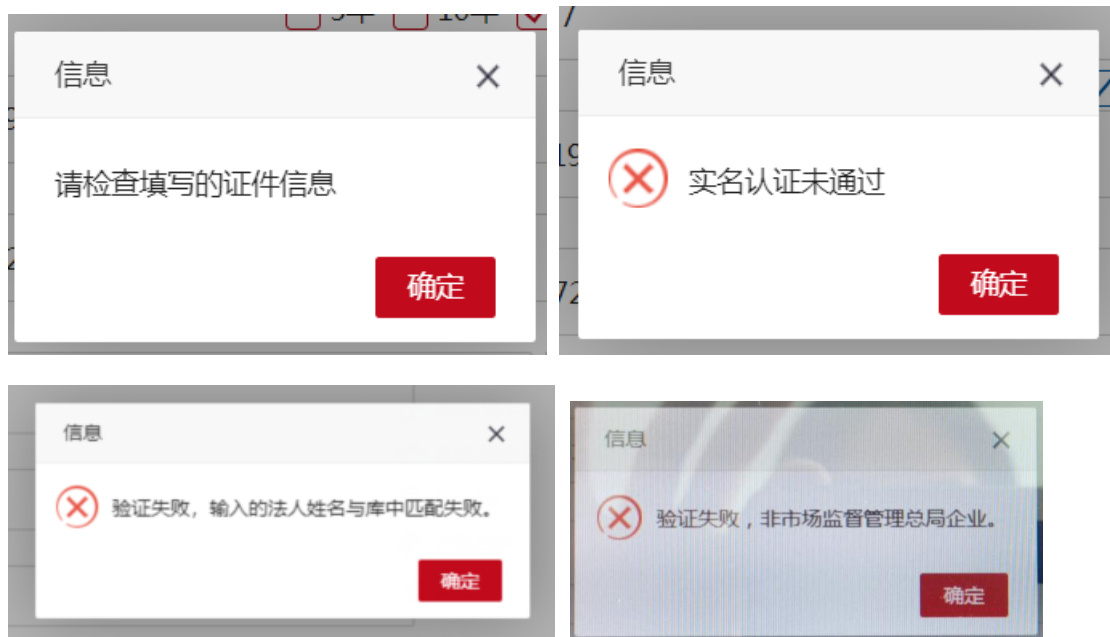 信息
请检查填写的证件信息
确定
信息
实名认证未通过
确定
信息
验证失败，输入的法人姓名与库中匹配失败。
确定
信息
验证失败，非市场监督管理总局企业。
确定